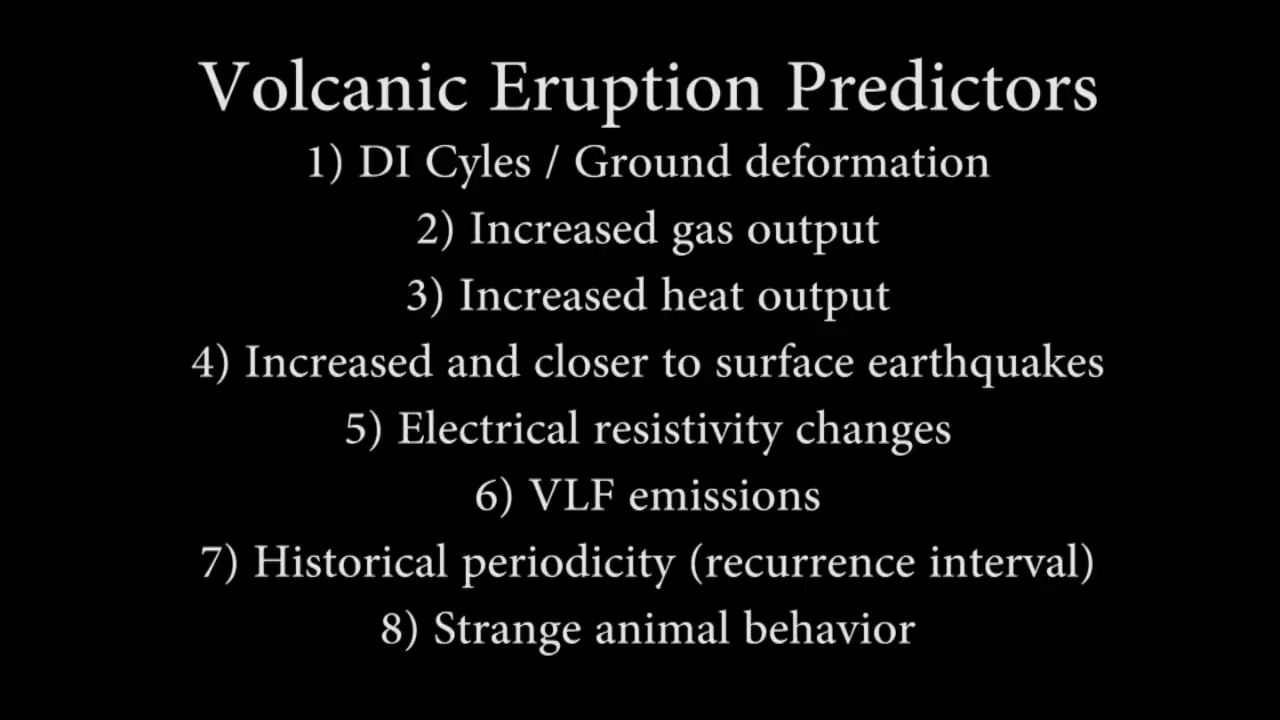 Volcanic Eruption Predictors
1) DI Cyles / Ground deformation
2) Increased gas output
3) Increased heat output
4) Increased and closer to surface earthquakes
5) Electrical resistivity changes
6) VLF emissions
7) Historical periodicity (recurrence interval)
8) Strange animal behavior